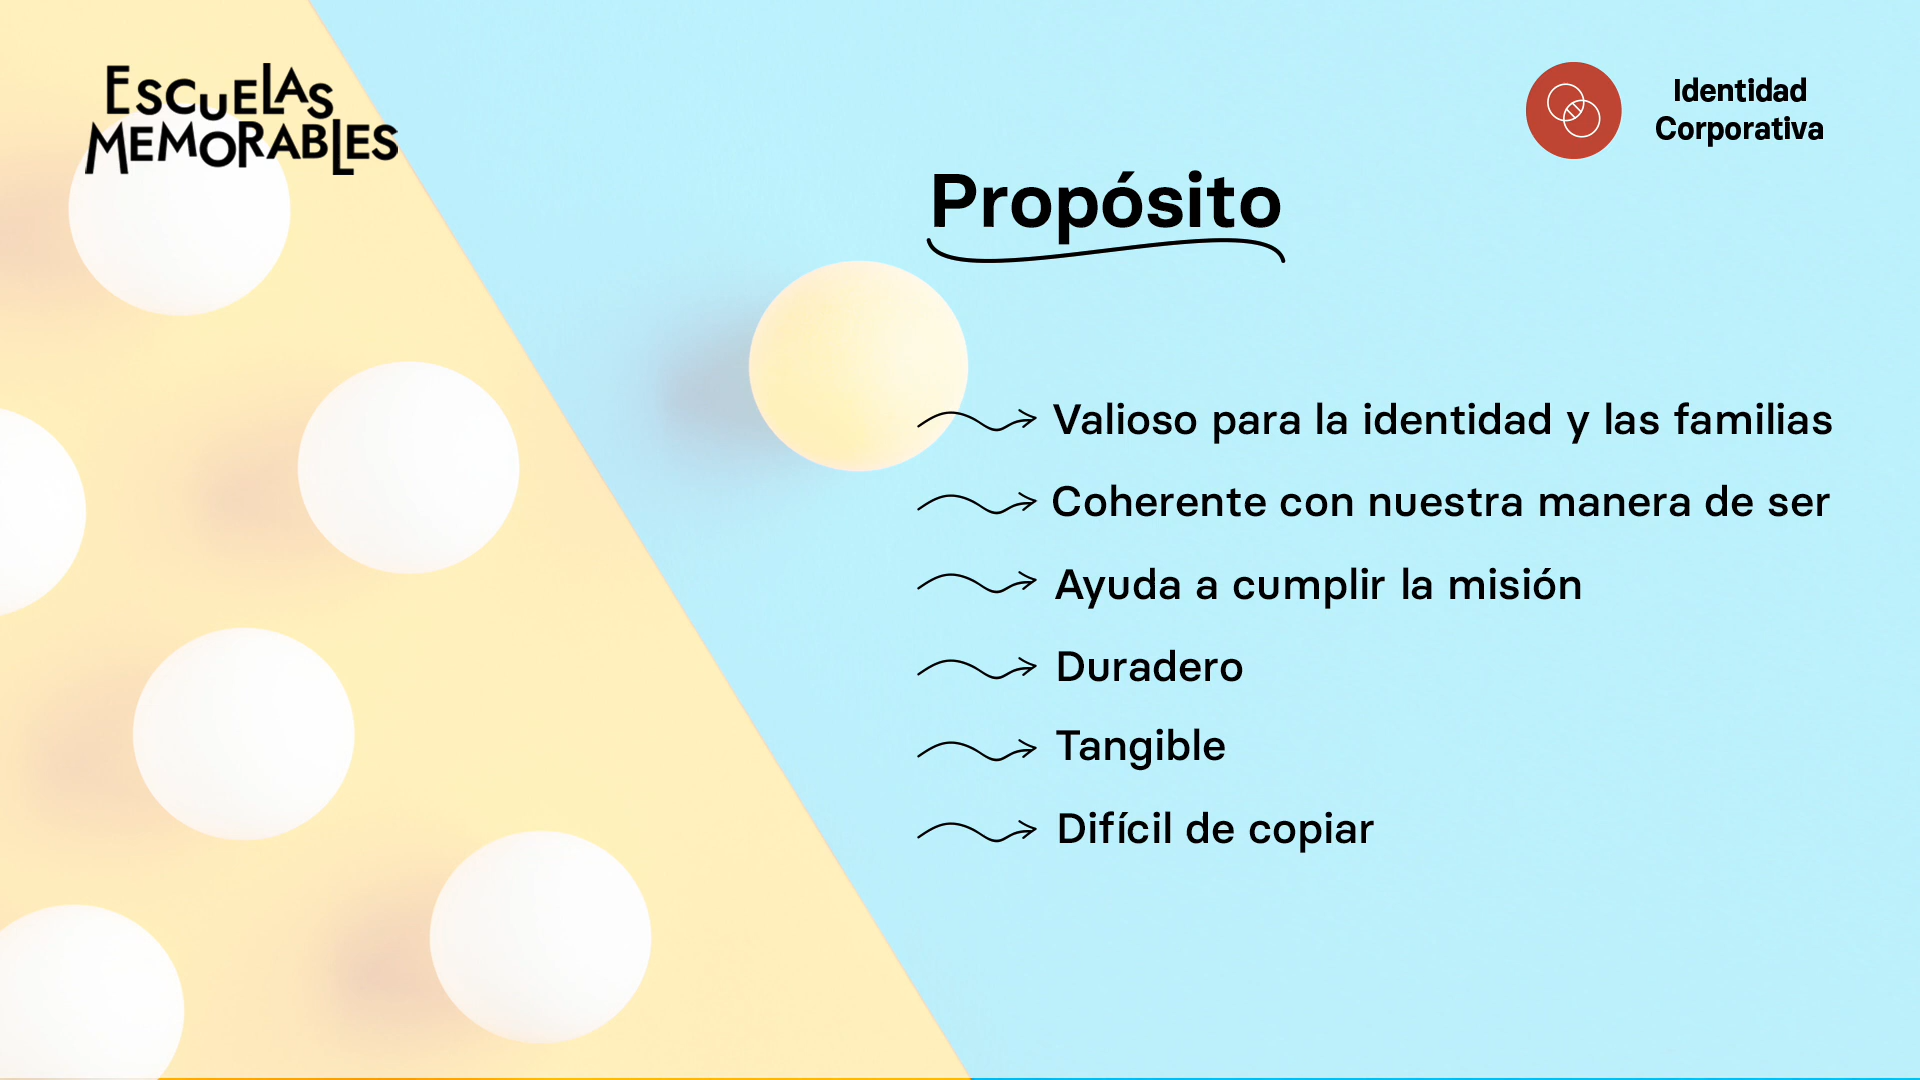 ESCUELAS
MEMORABLES
Identidad
Corporativa
Propósito
Valioso para la identidad y las familias
Coherente con nuestra manera de ser
Ayuda a cumplir la misión
Duradero
Tangible
Difícil de copiar